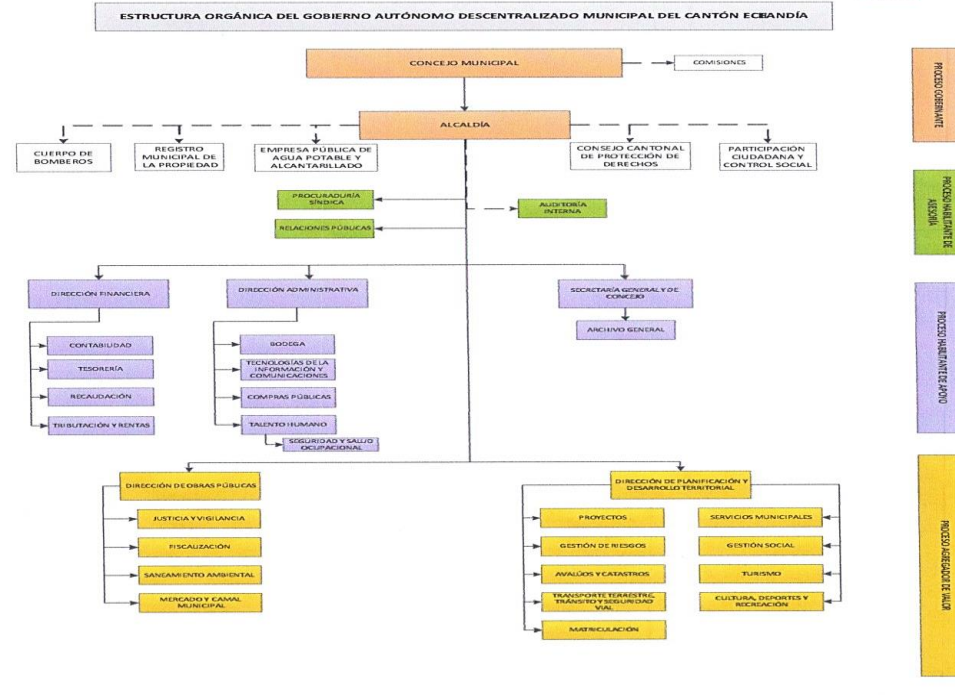 ESTRUCTURA ORGÁNICA DEL GOBIERNO AUTÓNOMO DESCENTRALIZADO MUNICIPAL DEL CANTÓN ECHEANDÍA
CONCEJO MUNICIPAL
COMISIONES
PROCESO GOBERNANTE
ALCALDÍA
CUERPO DE
BOMBEROS
REGISTRO
MUNICIPAL DE
LA PROPIEDAD
EMPRESA PÚBLICA DE
AGUA POTABLE Y
ALCANTARILLADO
CONSEJO CANTONAL
DE PROTECCIÓN DE
DERECHOS
PARTICIPACIÓN
CIUDADANA Y
CONTROL SOCIAL
PROCURADURÍA
SÍNDICA
AUDITORÍA
INTERNA
RELACIONES PÚBLICAS
PROCESO HABILITANTE DE
ASESORÍA
DIRECCIÓN FINANCIERA
DIRECCIÓN ADMINISTRATIVA
SECRETARÍA GENERAL Y DE
CONCEJO
ARCHIVO GENERAL
CONTABILIDAD
TESORERÍA
RECAUDACIÓN
TRIBUTACIÓN Y RENTAS
BODEGA
TECNOLOGÍAS DE LA
INFORMACIÓN Y
COMUNICACIONES
COMPRAS PÚBLICAS
TALENTO HUMANO
SEGURIDAD Y SALUD
OCUPACIONAL
PROCESO HABILITANTE DE APOYO
DIRECCIÓN DE OBRAS PÚBLICAS
JUSTICIA Y VIGILANCIA
FISCALIZACIÓN
SANEAMIENTO AMBIENTAL
MERCADO Y CAMAL
MUNICIPAL
DIRECCIÓN DE PLANIFICACIÓN Y
DESARROLLO TERRITORIAL
PROYECTOS
GESTIÓN DE RIESGOS
AVALÚOS Y CATASTROS
TRANSPORTE TERRESTRE,
TRÁNSITO Y SEGURIDAD
VIAL
MATRICULACIÓN
SERVICIOS MUNICIPALES
GESTIÓN SOCIAL
TURISMO
CULTURA, DEPORTES Y
RECREACIÓN
PROCESO AGREGADOR DE VALOR